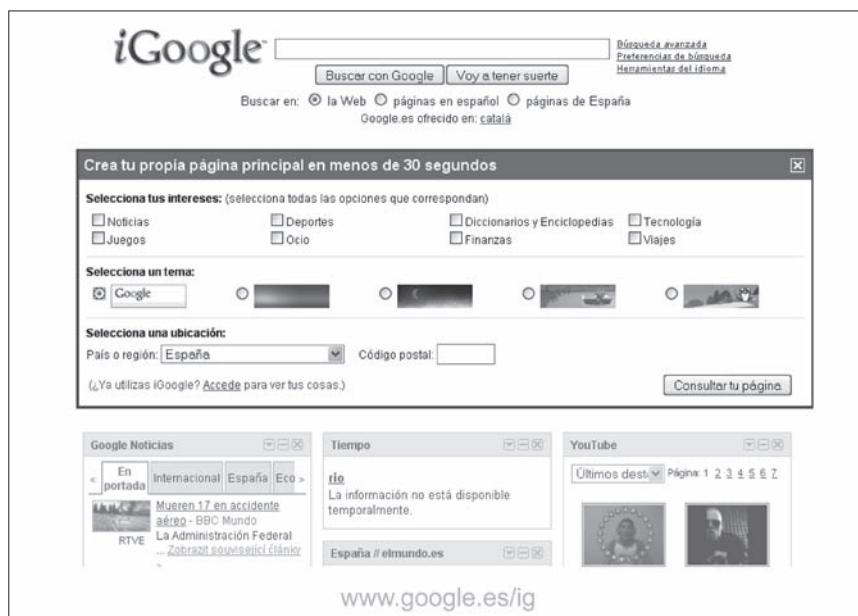 iGoogle™
Búsqueda avanzada
Preferencias de búsqueda
Herramientas del idioma
Buscar con Google Voy a tener suerte
Buscar en: la Web páginas en español páginas de España
Google.es ofrecido en: català
Crea tu propia página principal en menos de 30 segundos
Selecciona tus intereses: (selecciona todas las opciones que correspondan)
Noticias Deportes Diccionarios y Enciclopedias Tecnología
Juegos Ocio Finanzas Viajes
Selecciona un tema:
Google
Selecciona una ubicación:
País o región: España Código postal:
(¿Ya utilizas iGoogle? Accede para ver tus cosas.) Consultar tu página
Google Noticias
« En portada Internacional España Eco »
Mueren 17 en accidente
aéreo - BBC Mundo
RTVE La Administración Federal
... Zobrazit související články
»
Tiempo
rio
La información no está disponible
temporalmente.
España // elmundo.es
YouTube
Últimos desta Página: 1 2 3 4 5 6 7
www.google.es/ig